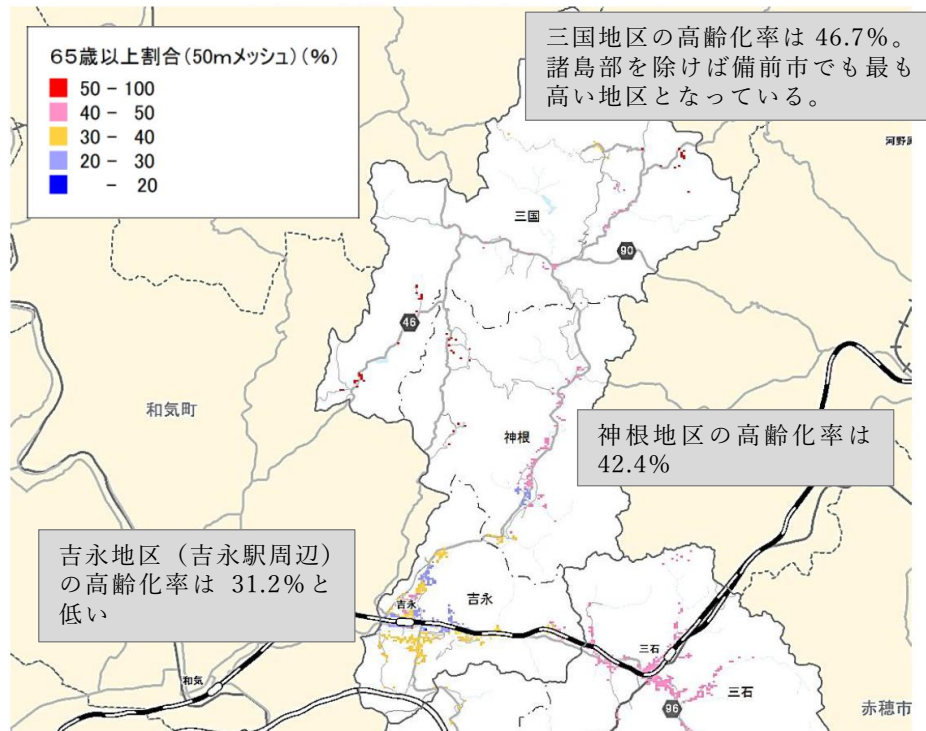 65歳以上割合(50mメッシュ)(%)
50 - 100
40 - 50
30 - 40
20 - 30
- 20
三国地区の高齢化率は 46.7%。
諸島部を除けば備前市でも最も
高い地区となっている。
三国
90
46
和気町
神根
神根地区の高齢化率は
42.4%
吉永地区（吉永駅周辺）
の高齢化率は 31.2%と
低い
吉永
吉永
三石
和気
三石
96
赤穂市